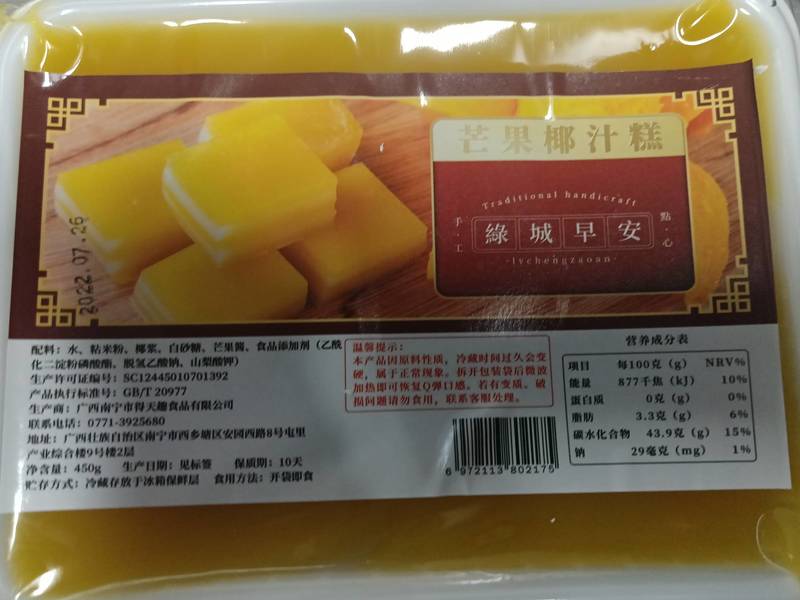 芒果椰汁糕
Traditional handicraft
手·工
綠城早安
點·心
·lvchengzaoan·
2022.07.26
配料：水、粘米粉、椰浆、白砂糖、芒果酱、食品添加剂（乙酰
化二淀粉磷酸酯、脱氢乙酸钠、山梨酸钾）
生产许可证编号：SC12445010701392
产品执行标准号：GB/T 20977
生产商：广西南宁市得天趣食品有限公司
联系电话：0771-3925680
地址：广西壮族自治区南宁市西乡塘区安园西路8号屯里
产业综合楼9号楼2层
净含量：450g 生产日期：见标签 保质期：10天
贮存方式：冷藏存放于冰箱保鲜层 食用方法：开袋即食
温馨提示：
本产品因原料性质，冷藏时间过久会变
硬，属于正常现象。拆开包装袋后微波
加热即可恢复Q弹口感。若有变质、破
损问题请勿食用，联系客服处理。
6 972113 802175
营养成分表
项目 每100克（g） NRV%
能量 877千焦（kJ） 10%
蛋白质 0克（g） 0%
脂肪 3.3克（g） 6%
碳水化合物 43.9克（g） 15%
钠 29毫克（mg） 1%